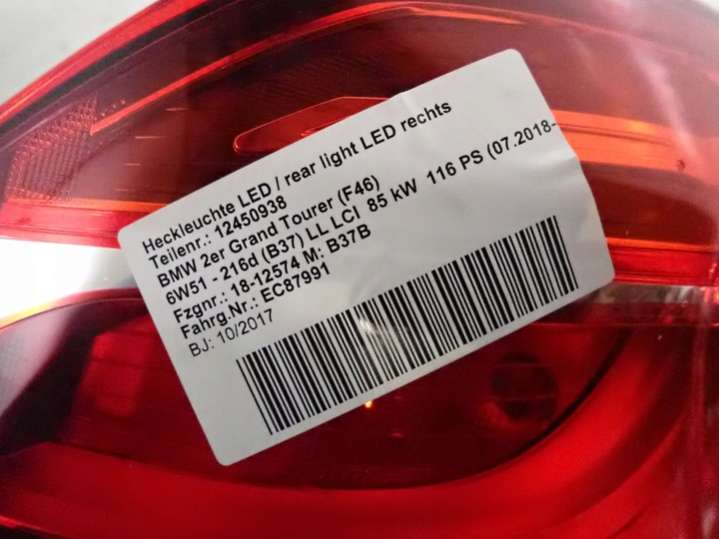 Heckleuchte LED / rear light LED rechts
Teilenr.: 12450938
BMW 2er Grand Tourer (F46)
6W51 - 216d (B37) LL LCI 85 kW 116 PS (07.2018-
Fzgnr.: 18-12574 M: B37B
Fahrg.Nr.: EC87991
BJ: 10/2017